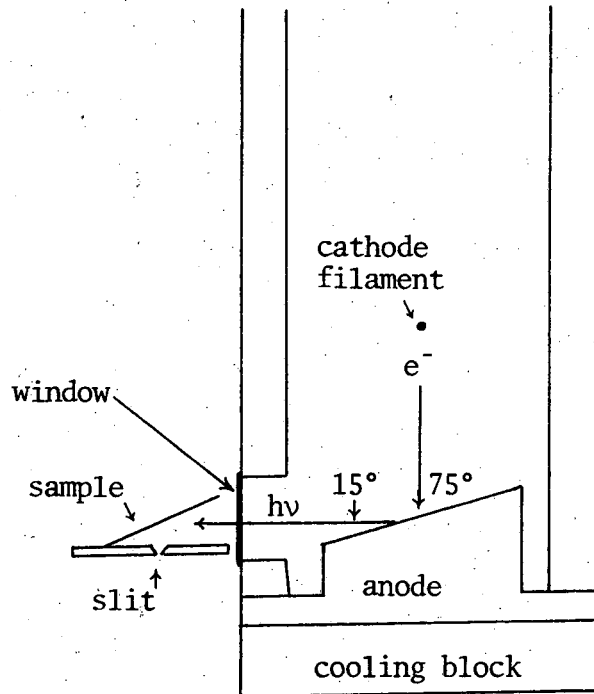 cathode
filament
e⁻
window
15°
75°
sample
hν
slit
anode
cooling block